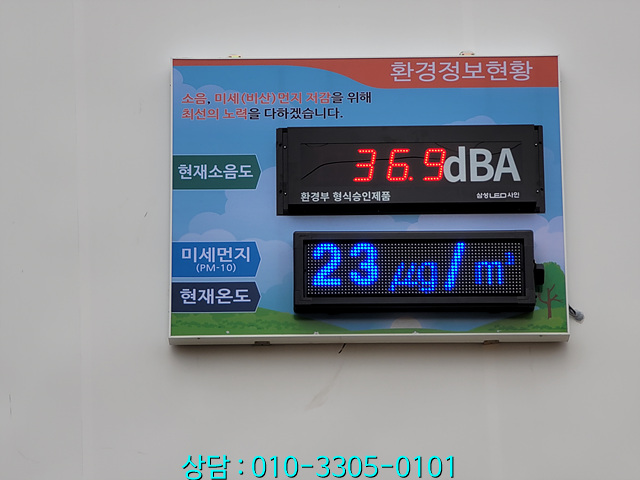 환경정보현황
소음, 미세(비산)먼지 저감을 위해
최선의 노력을 다하겠습니다.
현재소음도
36.9dBA
환경부 형식승인제품
삼성LED사인
미세먼지
(PM-10)
23 μg/m³
현재온도
상담 : 010-3305-0101